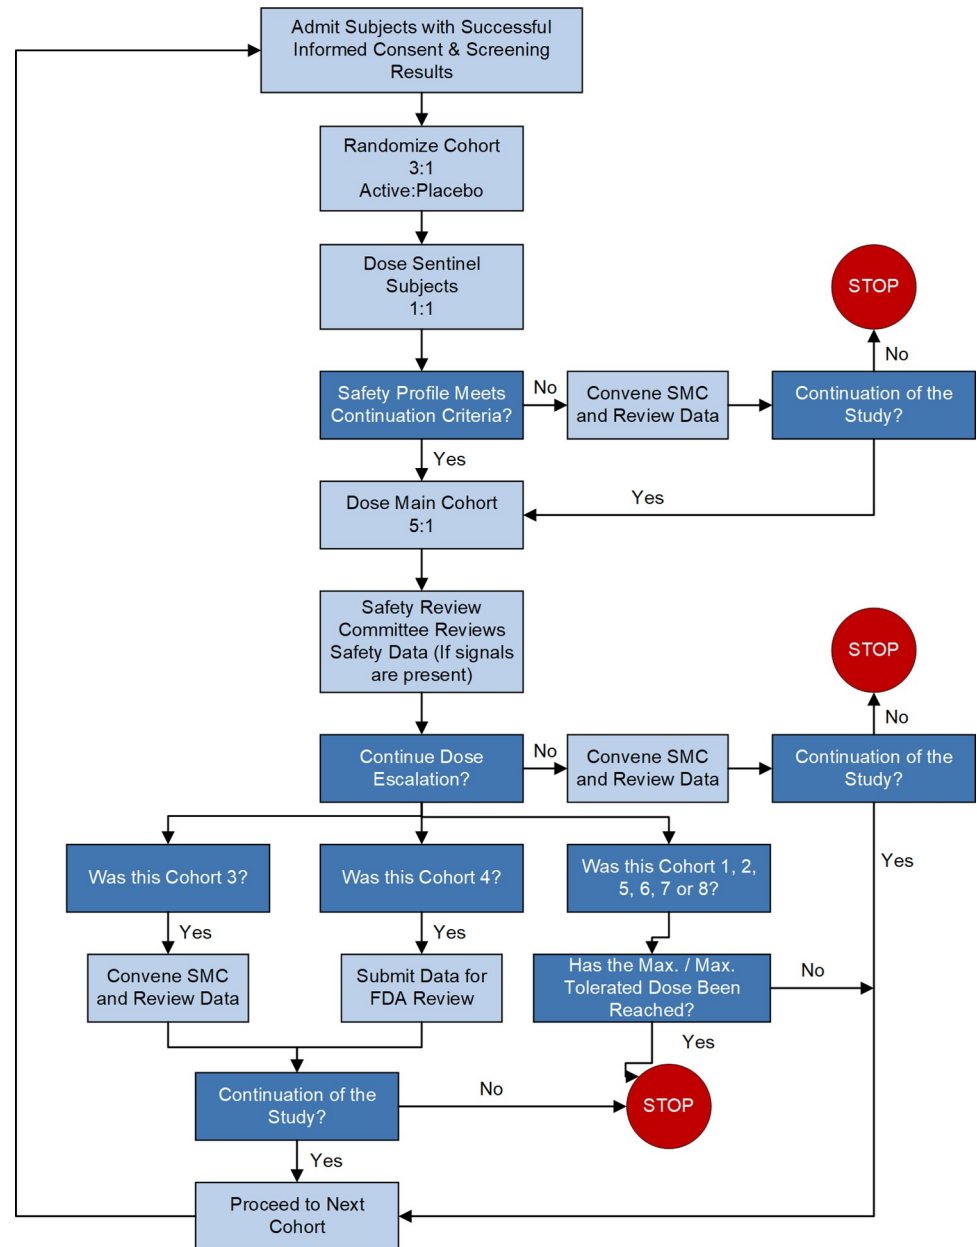 Admit Subjects with Successful
Informed Consent & Screening
Results
Randomize Cohort
3:1
Active:Placebo
Dose Sentinel
Subjects
1:1
STOP
No
Safety Profile Meets
Continuation Criteria?
No
Convene SMC
and Review Data
Continuation of the
Study?
Yes
Yes
Dose Main Cohort
5:1
Safety Review
Committee Reviews
Safety Data (If signals
are present)
STOP
No
Continue Dose
Escalation?
No
Convene SMC
and Review Data
Continuation of the
Study?
Yes
Was this Cohort 3?
Was this Cohort 4?
Was this Cohort 1, 2,
5, 6, 7 or 8?
Yes
Yes
Convene SMC
and Review Data
Submit Data for
FDA Review
Has the Max. / Max.
Tolerated Dose Been
Reached?
No
Yes
Continuation of the
Study?
No
STOP
Yes
Proceed to Next
Cohort